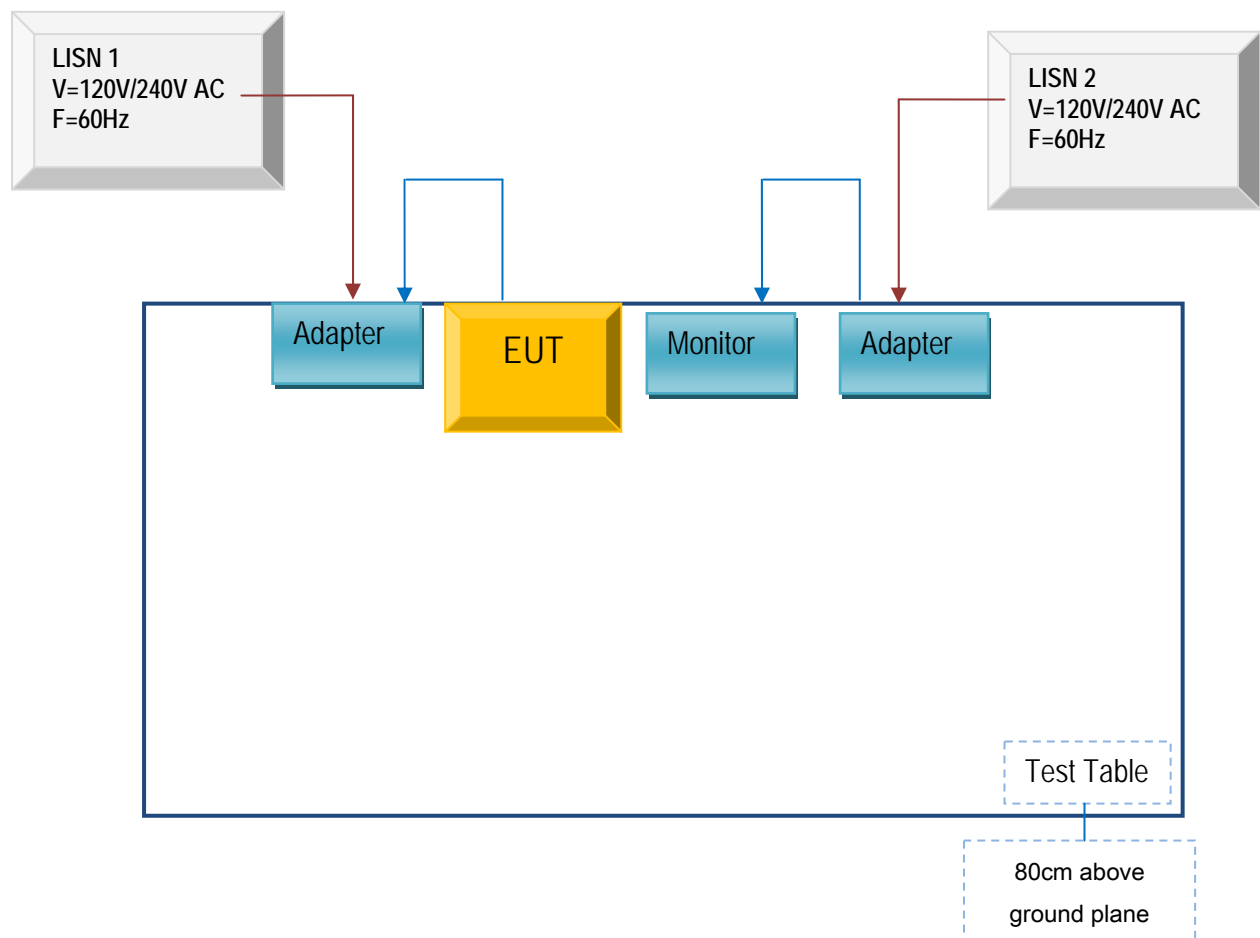 LISN 1
V=120V/240V AC
F=60Hz
LISN 2
V=120V/240V AC
F=60Hz
Adapter
EUT
Monitor
Adapter
Test Table
80cm above
ground plane